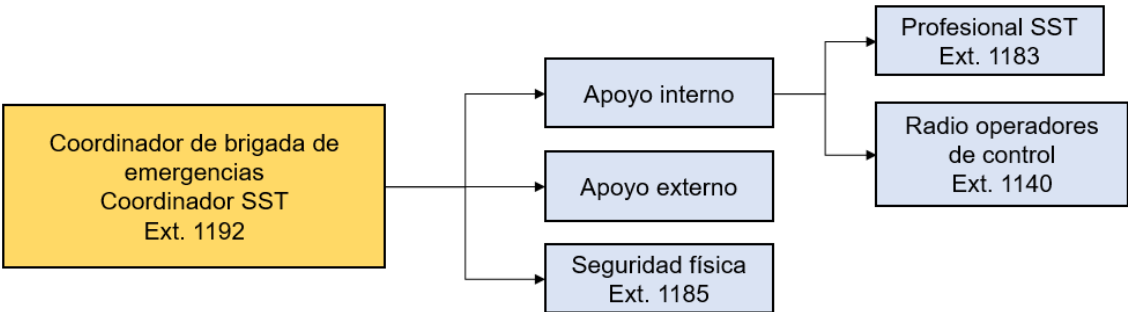 Coordinador de brigada de
emergencias
Coordinador SST
Ext. 1192
Apoyo interno
Apoyo externo
Seguridad física
Ext. 1185
Profesional SST
Ext. 1183
Radio operadores
de control
Ext. 1140